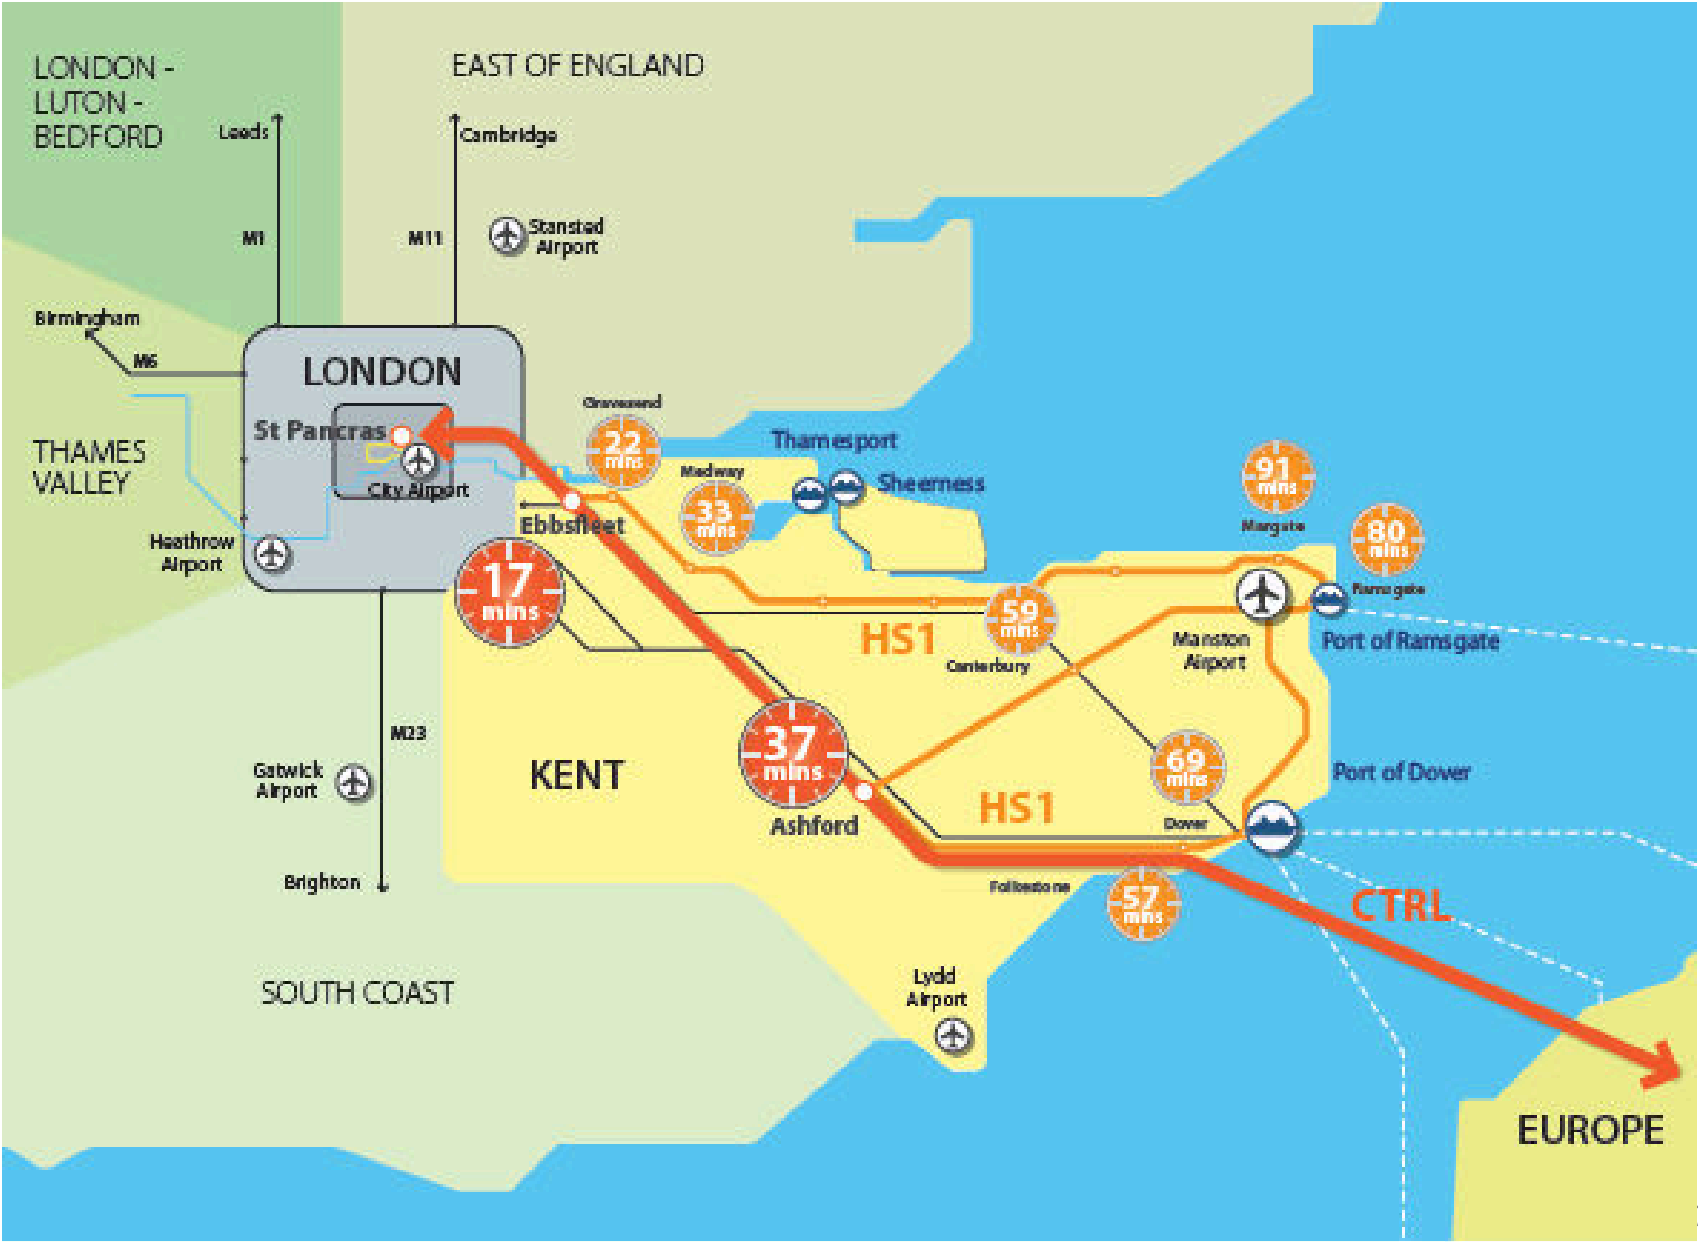 LONDON -
LUTON -
BEDFORD
EAST OF ENGLAND
Leeds
Cambridge
M1
M11
Stansted
Airport
Birmingham
M6
LONDON
St Pancras
City Airport
THAMES
VALLEY
Heathrow
Airport
Gravesend
22
mins
Medway
33
mins
Thamesport
Sheerness
Ebbsfleet
17
mins
91
mins
Margate
80
mins
Ramsgate
HS1
59
mins
Canterbury
Manston
Airport
Port of Ramsgate
M23
Gatwick
Airport
KENT
37
mins
Ashford
HS1
69
mins
Dover
Port of Dover
Brighton
Folkestone
57
mins
CTRL
SOUTH COAST
Lydd
Airport
EUROPE